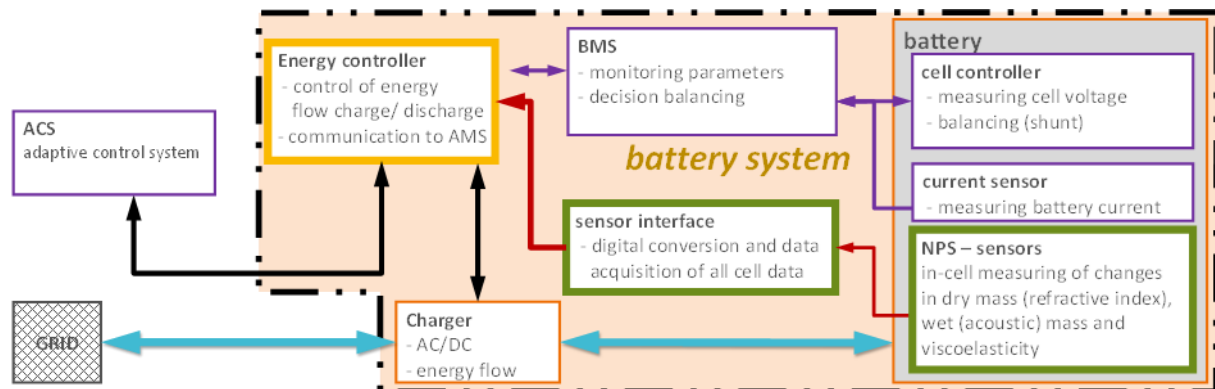 ACS
adaptive control system
GRID
Energy controller
- control of energy
flow charge/ discharge
- communication to AMS
Charger
- AC/DC
- energy flow
BMS
- monitoring parameters
- decision balancing
battery system
sensor interface
- digital conversion and data
acquisition of all cell data
battery
cell controller
- measuring cell voltage
- balancing (shunt)
current sensor
- measuring battery current
NPS – sensors
in-cell measuring of changes
in dry mass (refractive index),
wet (acoustic) mass and
viscoelasticity